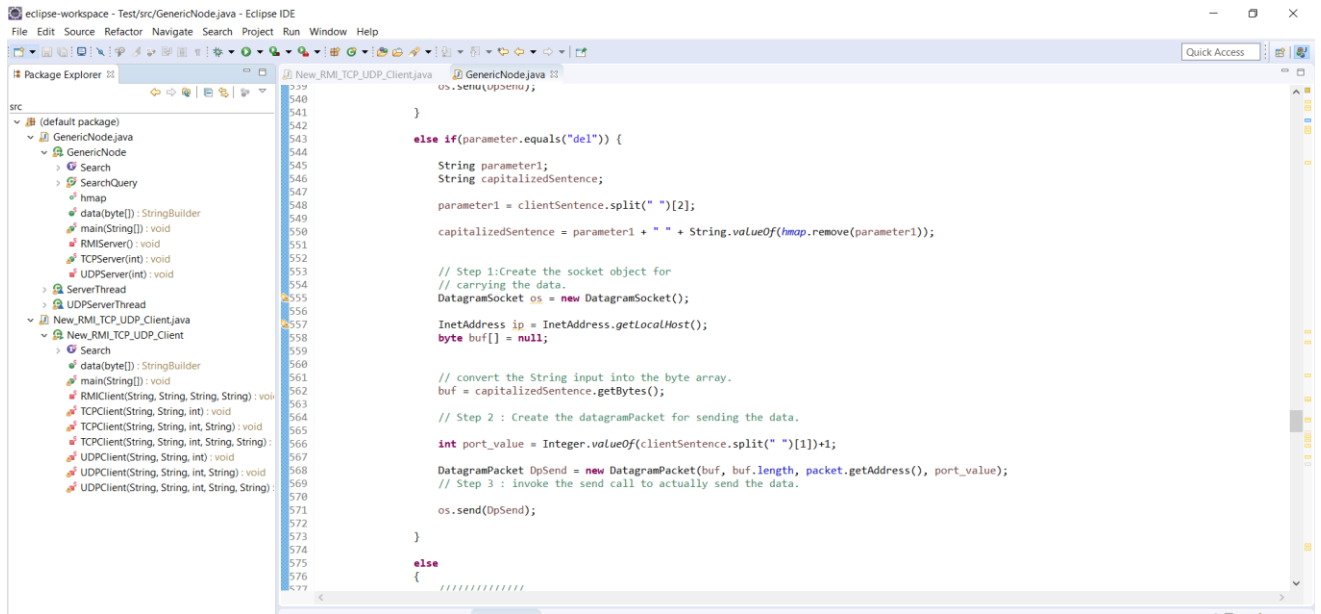 eclipse-workspace - Test/src/GenericNode.java - Eclipse IDE
File Edit Source Refactor Navigate Search Project Run Window Help
Quick Access
Package Explorer
New_RMI_TCP_UDP_Client.java
GenericNode.java
src
(default package)
GenericNode.java
GenericNode
Search
SearchQuery
hmap
data(byte[]) : StringBuilder
main(String[]) : void
RMIServer() : void
TCPServer(int) : void
UDPServer(int) : void
ServerThread
UDPServerThread
New_RMI_TCP_UDP_Client.java
New_RMI_TCP_UDP_Client
Search
data(byte[]) : StringBuilder
main(String[]) : void
RMIClient(String, String, String, String) : voi
TCPClient(String, String, int) : void
TCPClient(String, String, int, String) : void
TCPClient(String, String, int, String, String) :
UDPClient(String, String, int) : void
UDPClient(String, String, int, String) : void
UDPClient(String, String, int, String, String) :
539 os.send(DpSend);
540
541 }
542
543 else if(parameter.equals("del")) {
544
545 String parameter1;
546 String capitalizedSentence;
547
548 parameter1 = clientSentence.split(" ")[2];
549
550 capitalizedSentence = parameter1 + " " + String.valueOf(hmap.remove(parameter1));
551
552
553 // Step 1:Create the socket object for
554 // carrying the data.
555 DatagramSocket os = new DatagramSocket();
556
557 InetAddress ip = InetAddress.getLocalHost();
558 byte buf[] = null;
559
560
561 // convert the String input into the byte array.
562 buf = capitalizedSentence.getBytes();
563
564 // Step 2 : Create the datagramPacket for sending the data.
565
566 int port_value = Integer.valueOf(clientSentence.split(" ")[1])+1;
567
568 DatagramPacket DpSend = new DatagramPacket(buf, buf.length, packet.getAddress(), port_value);
569 // Step 3 : invoke the send call to actually send the data.
570
571 os.send(DpSend);
572
573 }
574
575 else
576 {
577 //////////////